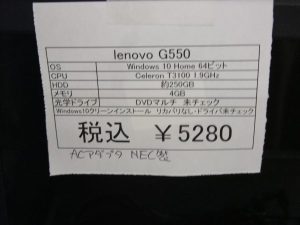 lenovo G550
OS Windows 10 Home 64ビット
CPU Celeron T3100 1.9GHz
HDD 約250GB
メモリ 4GB
光学ドライブ DVDマルチ 未チェック
Windows10クリーンインストール リカバリなし・ドライバ未チェック
税込 ￥5280
ACアダプタ NEC製